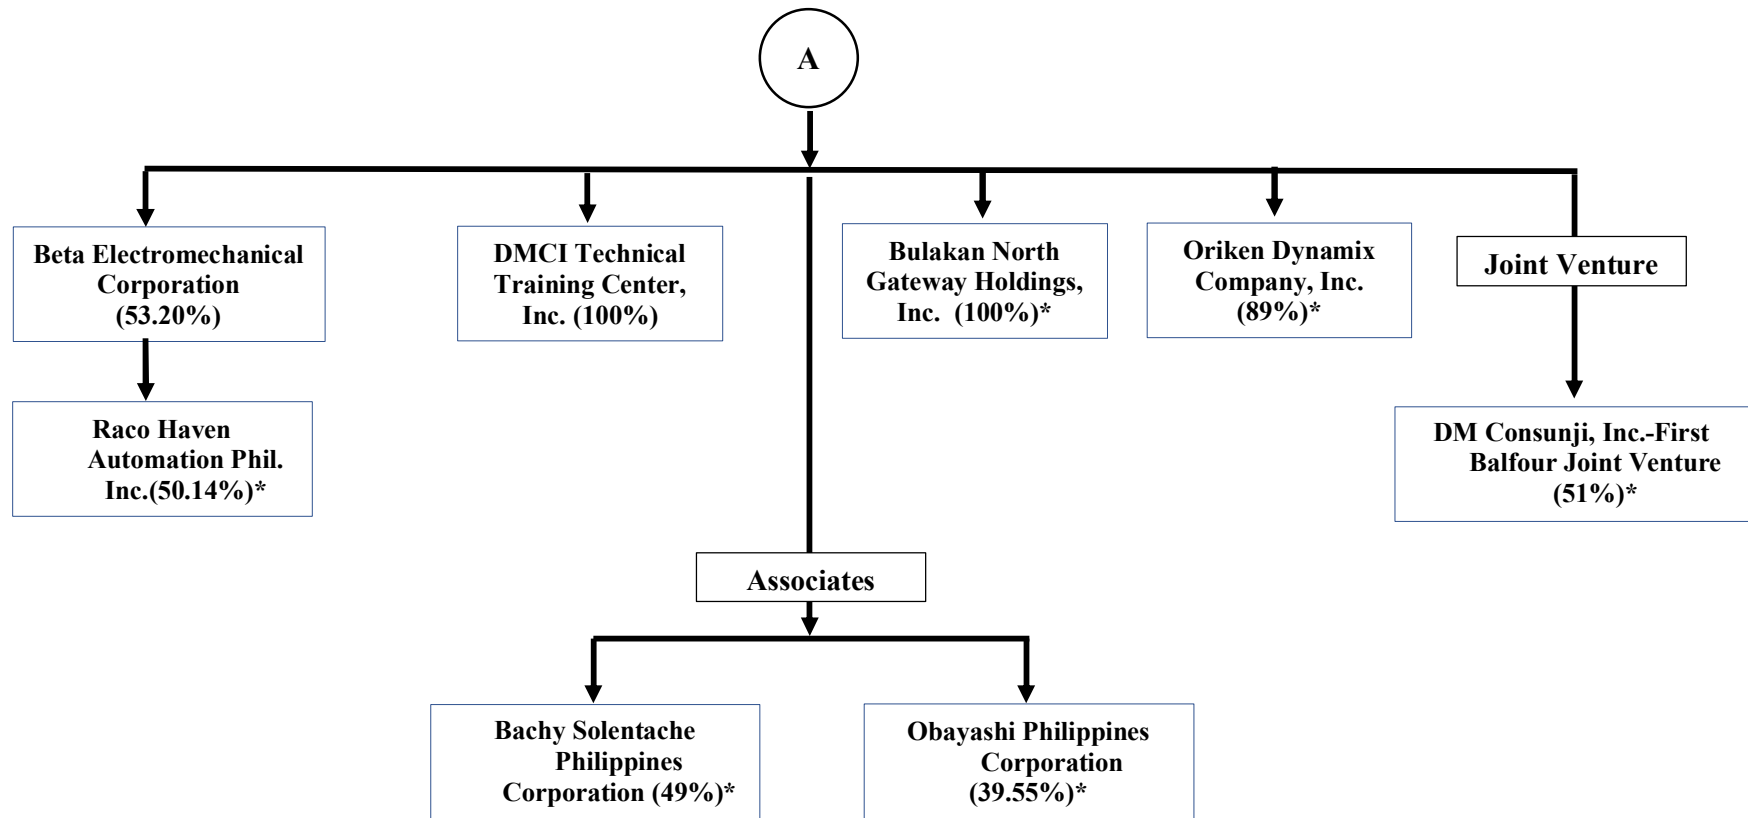 A
Beta Electromechanical
Corporation
(53.20%)
DMCI Technical
Training Center,
Inc. (100%)
Bulakan North
Gateway Holdings,
Inc. (100%)*
Oriken Dynamix
Company, Inc.
(89%)*
Joint Venture
Raco Haven
Automation Phil.
Inc.(50.14%)*
DM Consunji, Inc.-First
Balfour Joint Venture
(51%)*
Associates
Bachy Solentache
Philippines
Corporation (49%)*
Obayashi Philippines
Corporation
(39.55%)*